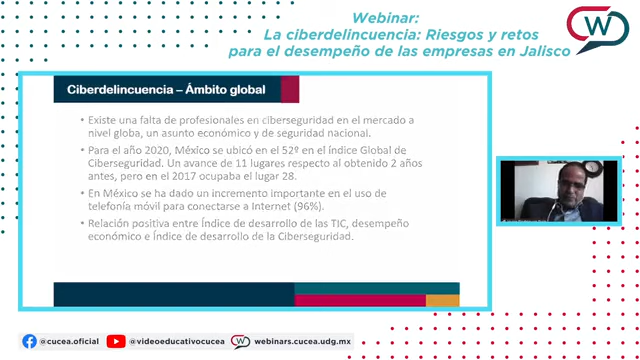 Webinar:
La ciberdelincuencia: Riesgos y retos
para el desempeño de las empresas en Jalisco
W
Ciberdelincuencia – Ámbito global
Existe una falta de profesionales en ciberseguridad en el mercado a
nivel globa, un asunto económico y de seguridad nacional.
Para el año 2020, México se ubicó en el 52º en el índice Global de
Ciberseguridad. Un avance de 11 lugares respecto al obtenido 2 años
antes, pero en el 2017 ocupaba el lugar 28.
En México se ha dado un incremento importante en el uso de
telefonía móvil para conectarse a Internet (96%).
Relación positiva entre Índice de desarrollo de las TIC, desempeño
económico e Índice de desarrollo de la Ciberseguridad.
@cucea.oficial @videoeducativocucea W webinars.cucea.udg.mx